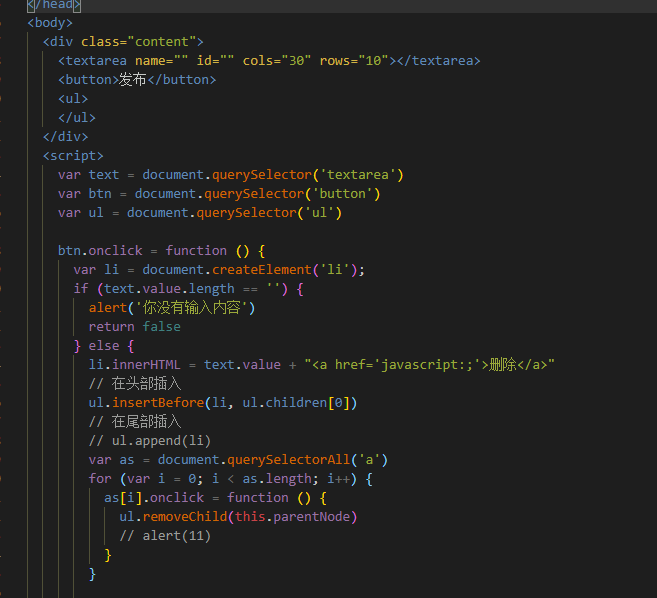 </head>
<body>
<div class="content">
<textarea name="" id="" cols="30" rows="10"></textarea>
<button>发布</button>
<ul>
</ul>
</div>
<script>
var text = document.querySelector('textarea')
var btn = document.querySelector('button')
var ul = document.querySelector('ul')
btn.onclick = function () {
var li = document.createElement('li');
if (text.value.length == '') {
alert('你没有输入内容')
return false
} else {
li.innerHTML = text.value + "<a href='javascript:;'>删除</a>"
// 在头部插入
ul.insertBefore(li, ul.children[0])
// 在尾部插入
// ul.append(li)
var as = document.querySelectorAll('a')
for (var i = 0; i < as.length; i++) {
as[i].onclick = function () {
ul.removeChild(this.parentNode)
// alert(11)
}
}